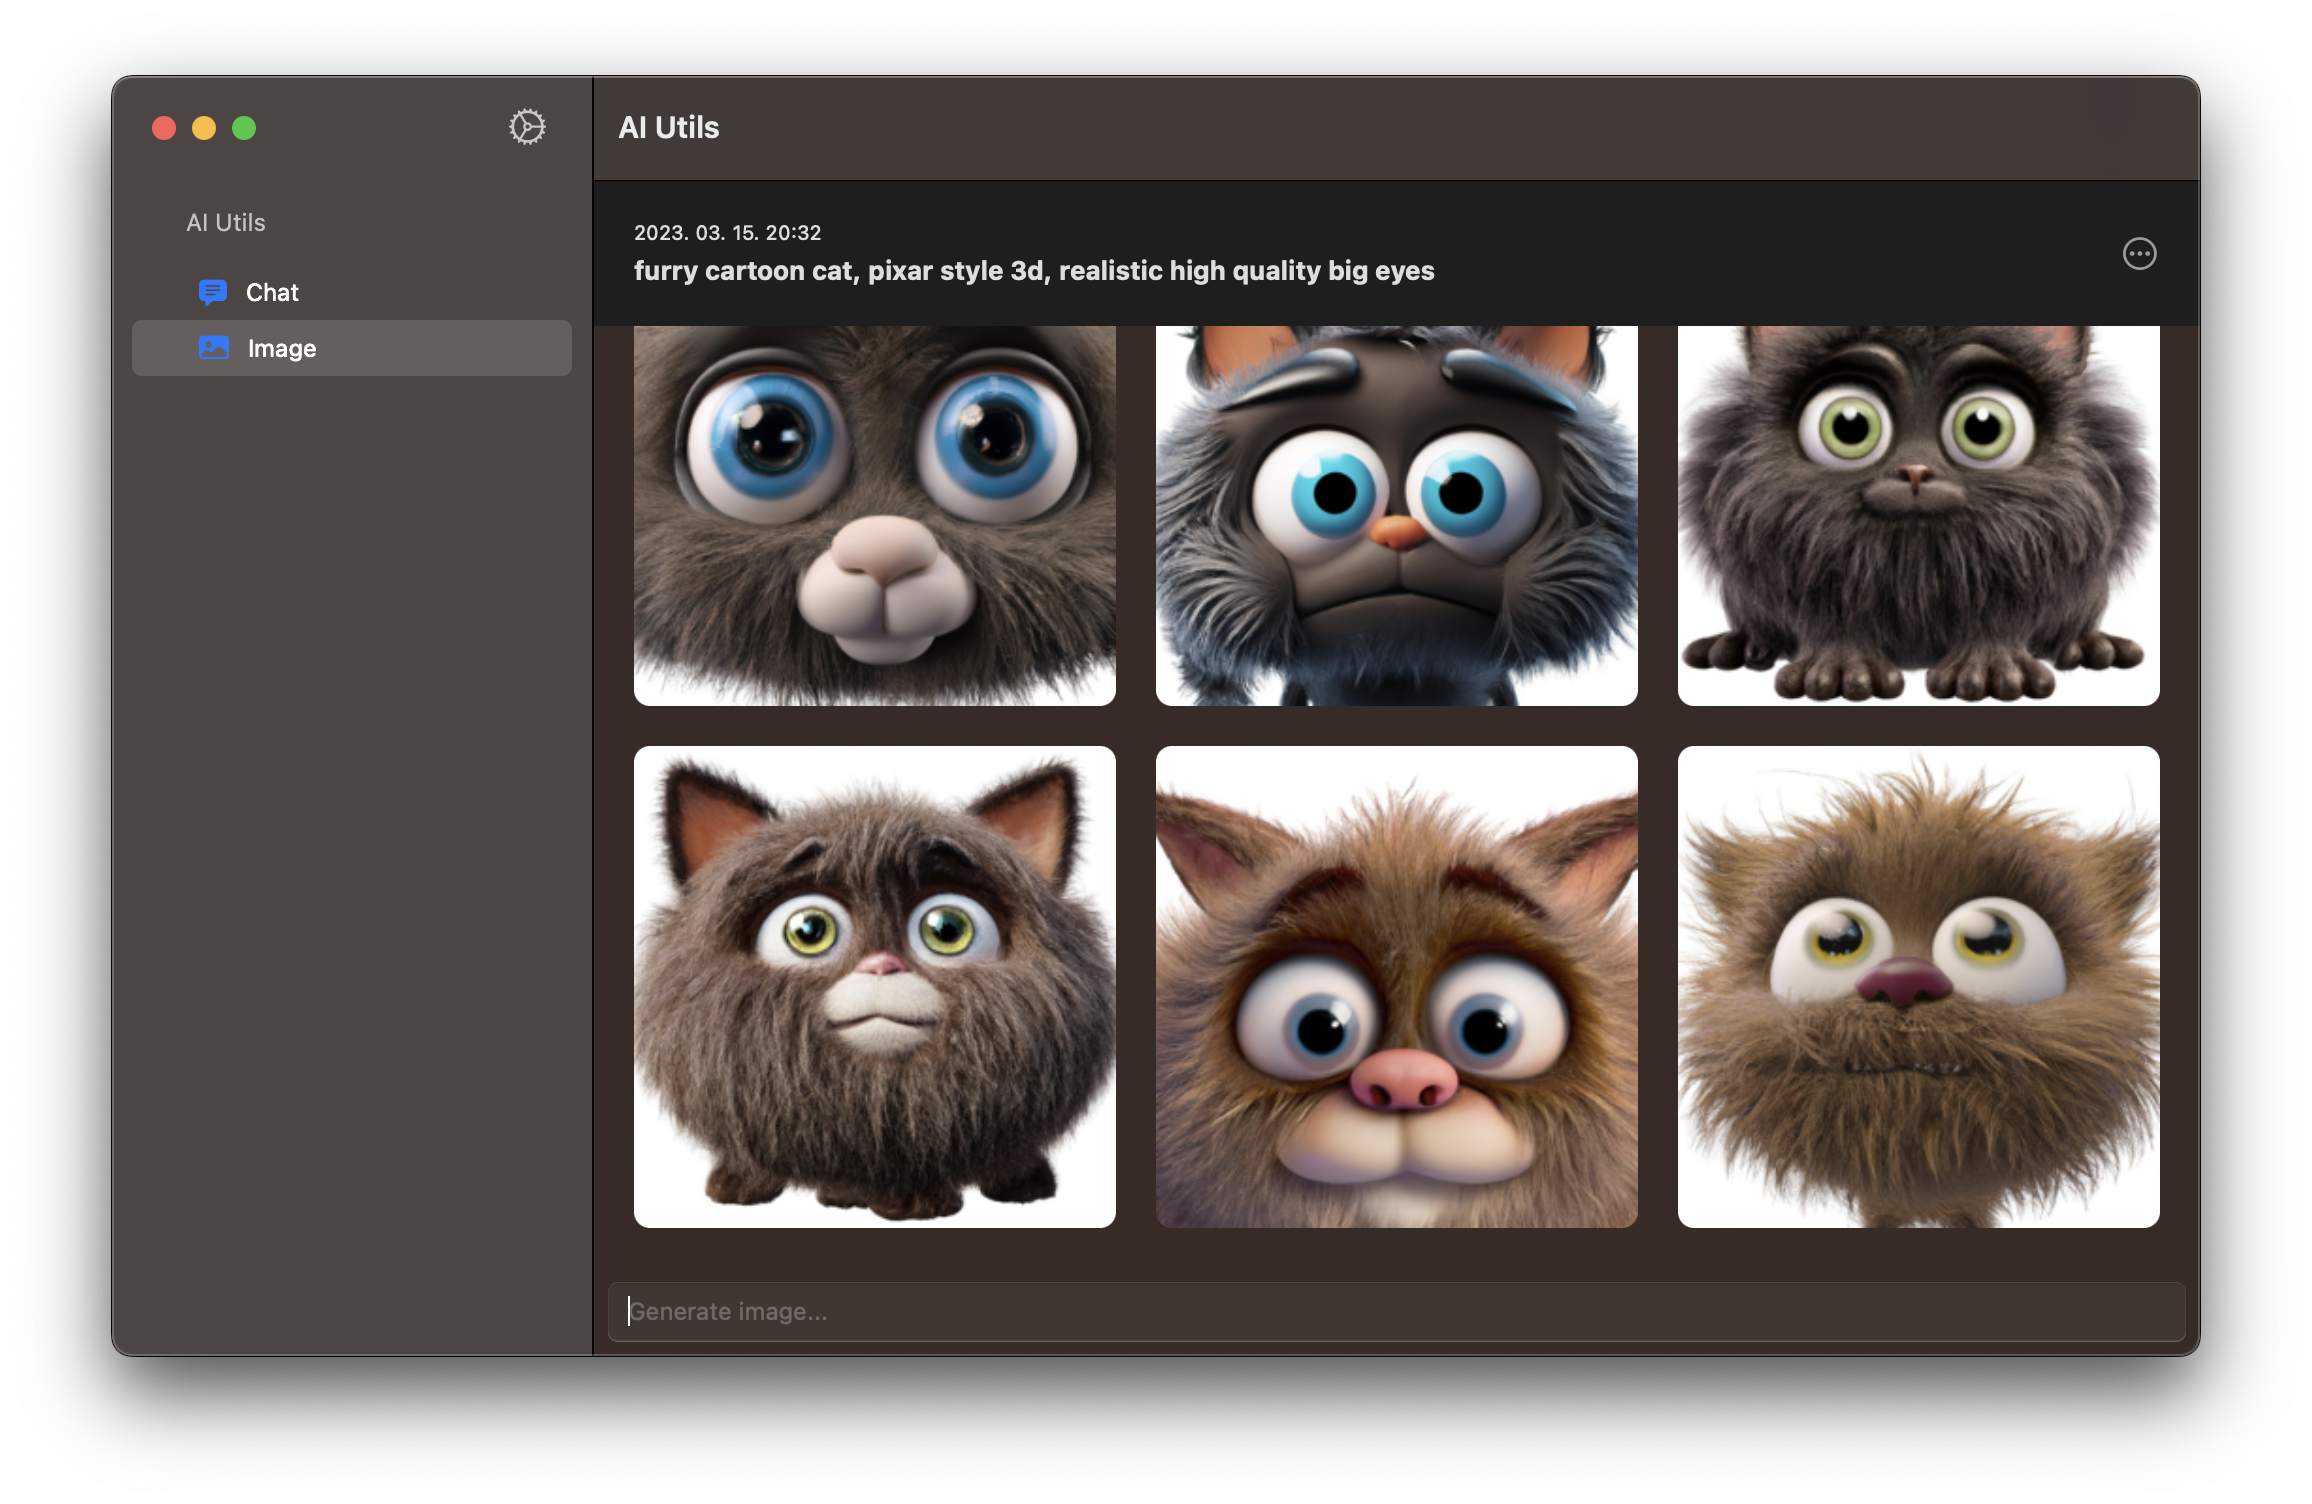 AI Utils
AI Utils
Chat
Image
2023. 03. 15. 20:32
furry cartoon cat, pixar style 3d, realistic high quality big eyes
Generate image...